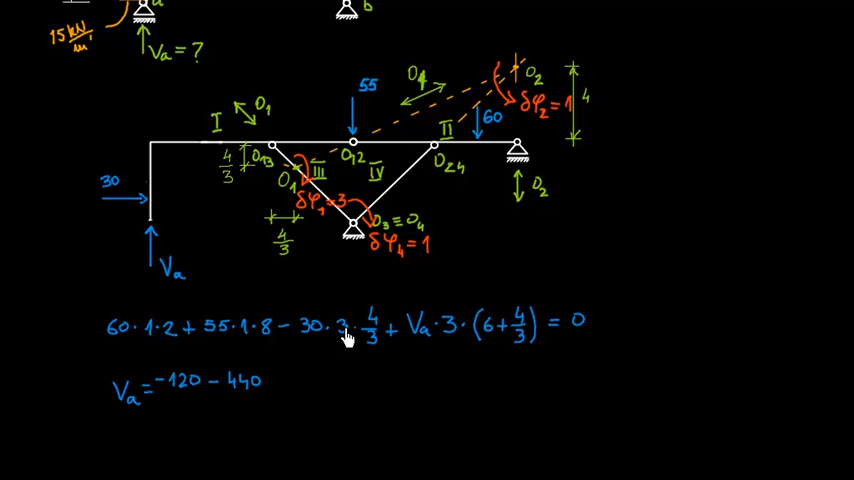 a
b
15 kN/m'
Va = ?
55
O4
O2
δφ2 = 1
4
I
O1
60
II
4/3
O13
O12
O24
III
IV
O1
30
δφ1 = 3
O2
O3 ≡ O4
4/3
δφ4 = 1
Va
60·1·2 + 55·1·8 − 30·3·4/3 + Va·3·(6+4/3) = 0
Va = −120 − 440